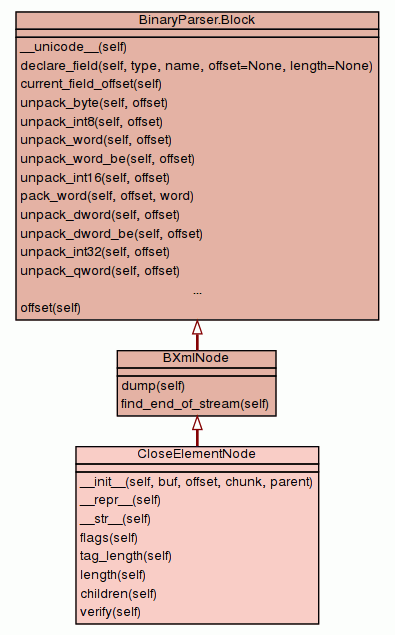 BinaryParser.Block
__unicode__(self)
declare_field(self, type, name, offset=None, length=None)
current_field_offset(self)
unpack_byte(self, offset)
unpack_int8(self, offset)
unpack_word(self, offset)
unpack_word_be(self, offset)
unpack_int16(self, offset)
pack_word(self, offset, word)
unpack_dword(self, offset)
unpack_dword_be(self, offset)
unpack_int32(self, offset)
unpack_qword(self, offset)
...
offset(self)
BXmlNode
dump(self)
find_end_of_stream(self)
CloseElementNode
__init__(self, buf, offset, chunk, parent)
__repr__(self)
__str__(self)
flags(self)
tag_length(self)
length(self)
children(self)
verify(self)